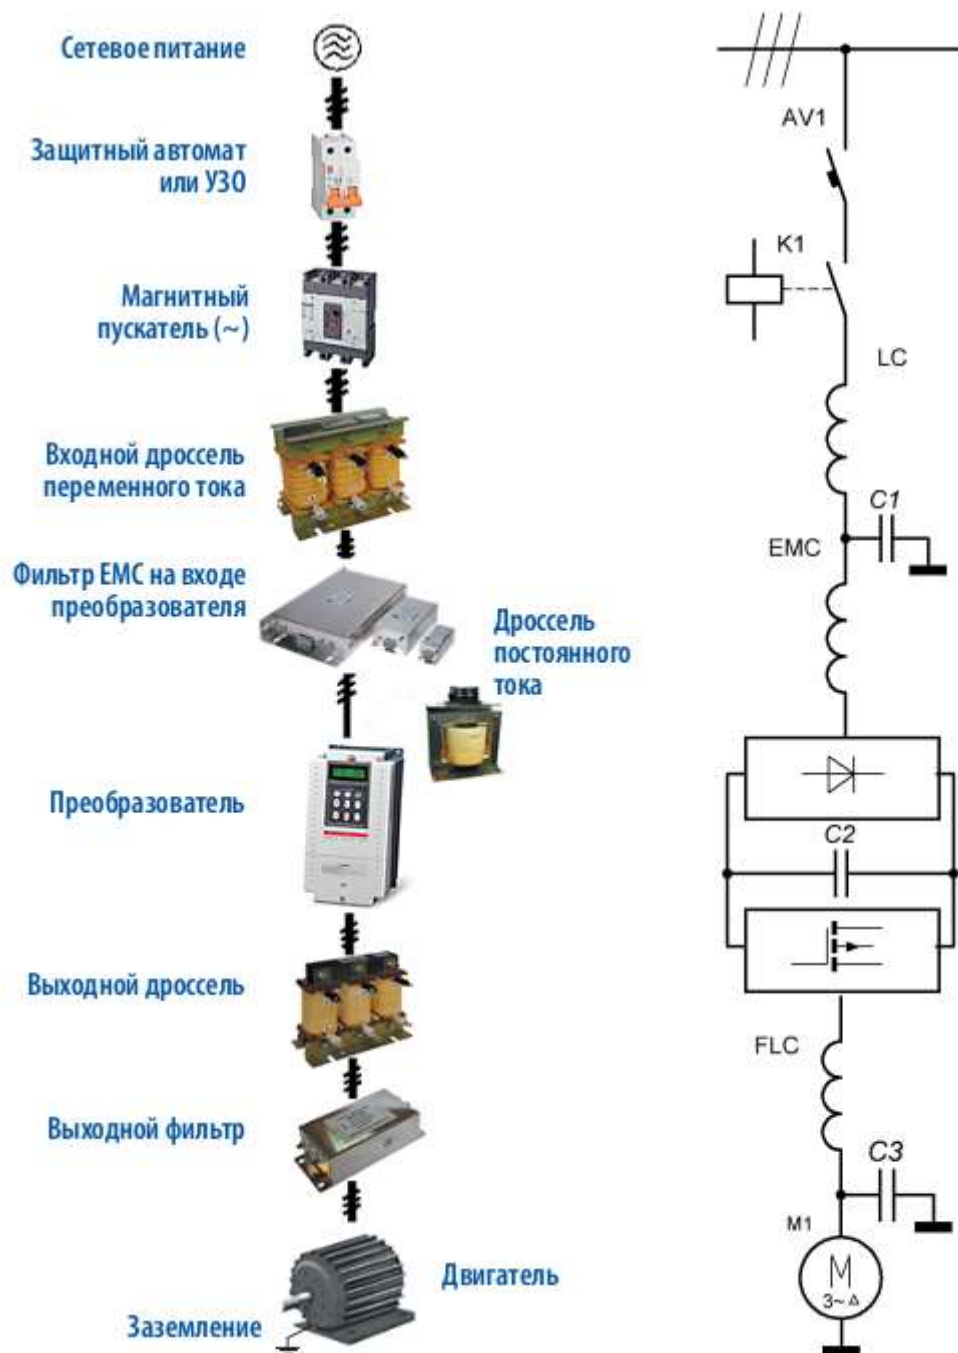 Сетевое питание
AV1
Защитный автомат
или УЗО
K1
Магнитный
пускатель (~)
LC
Входной дроссель
переменного тока
C1
EMC
Фильтр EMC на входе
преобразователя
Дроссель
постоянного
тока
Преобразователь
C2
Выходной дроссель
FLC
Выходной фильтр
C3
M1
M
3~ Δ
Двигатель
Заземление